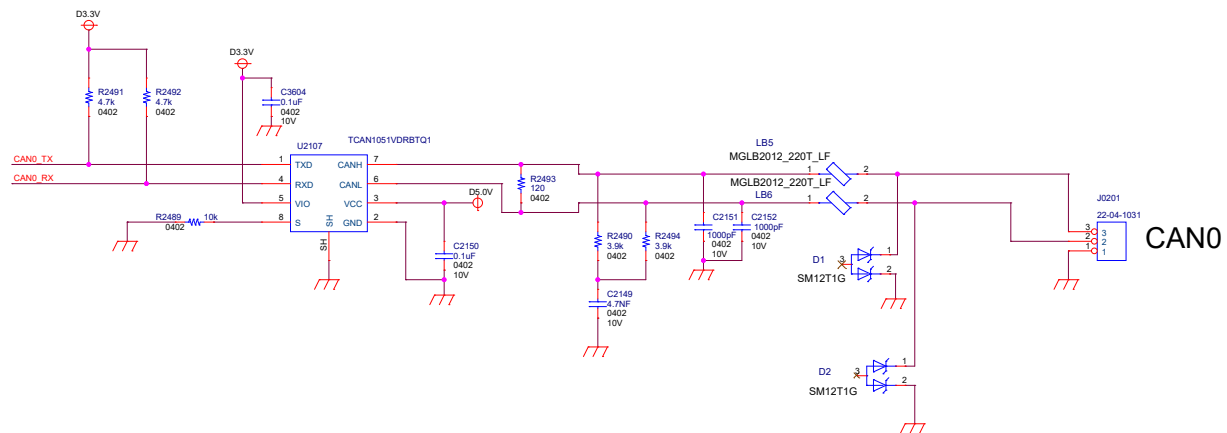 D3.3V
R2491
4.7k
0402
R2492
4.7k
0402
D3.3V
C3604
0.1uF
0402
10V
U2107
TCAN1051VDRBTQ1
CAN0_TX
CAN0_RX
1
TXD
4
RXD
5
VIO
8
S
CANH
7
CANL
6
VCC
3
GND
2
SH
SH
R2489
10k
0402
D5.0V
C2150
0.1uF
0402
10V
R2493
120
0402
R2490
3.9k
0402
R2494
3.9k
0402
C2149
4.7NF
0402
10V
C2151
1000pF
0402
10V
C2152
1000pF
0402
10V
LB5
MGLB2012_220T_LF
1
2
MGLB2012_220T_LF
LB6
1
2
D1
3
1
2
SM12T1G
D2
3
1
2
SM12T1G
J0201
22-04-1031
3
3
2
2
1
1
CAN0